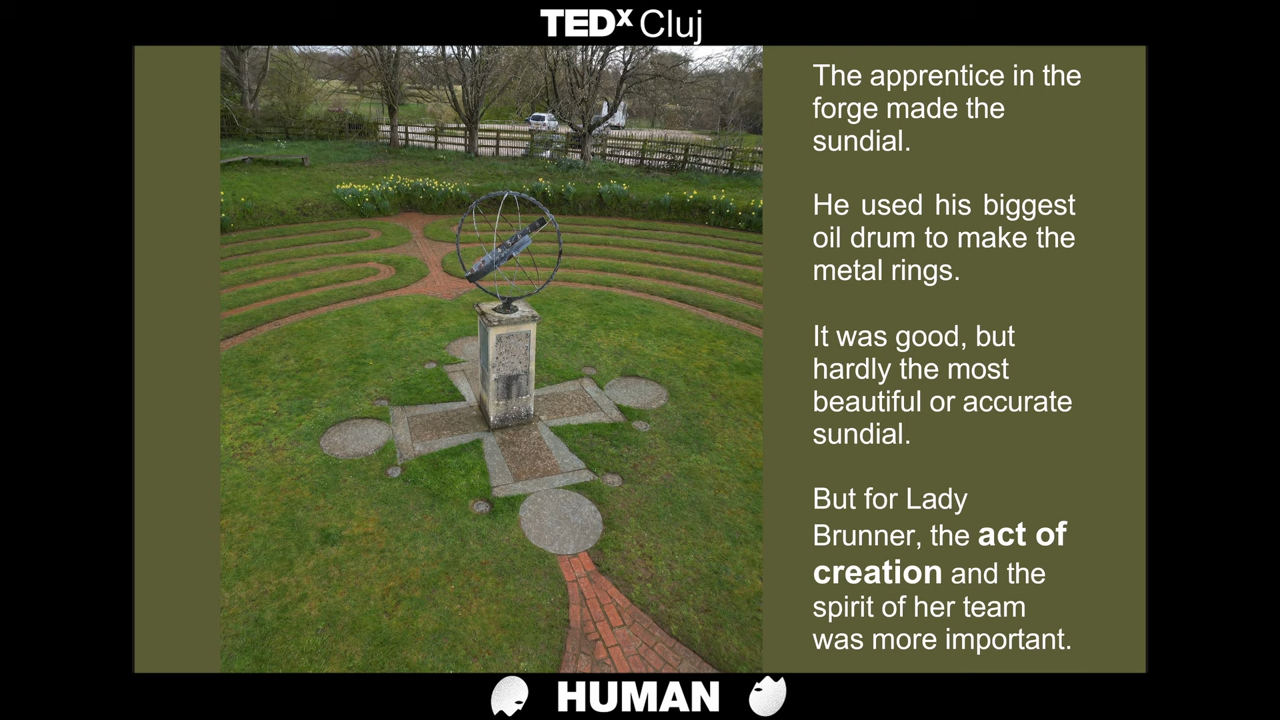 TEDx Cluj
The apprentice in the
forge made the
sundial.
He used his biggest
oil drum to make the
metal rings.
It was good, but
hardly the most
beautiful or accurate
sundial.
But for Lady
Brunner, the act of
creation and the
spirit of her team
was more important.
HUMAN